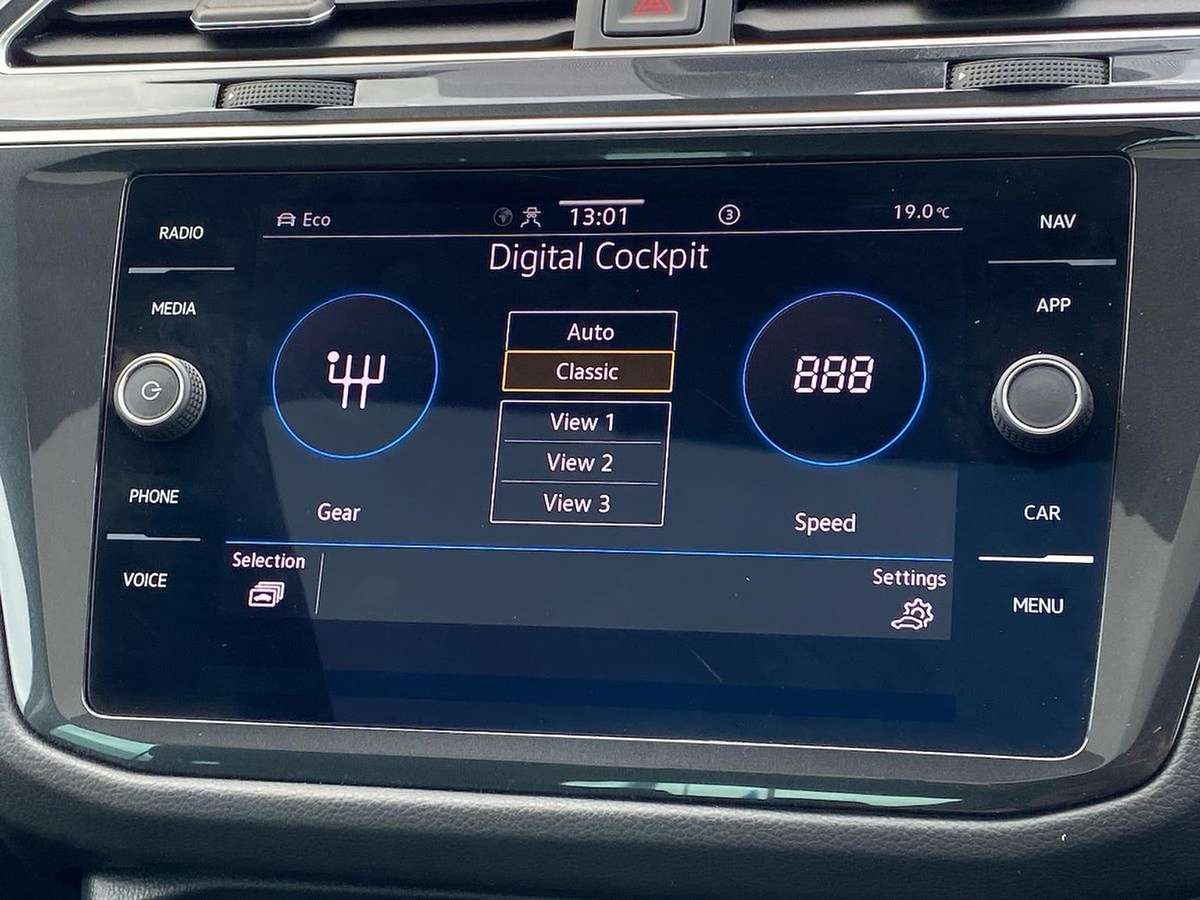 Eco
13:01
3
19.0°C
Digital Cockpit
RADIO
MEDIA
PHONE
VOICE
Auto
Classic
View 1
View 2
View 3
Gear
888
Speed
Selection
Settings
NAV
APP
CAR
MENU